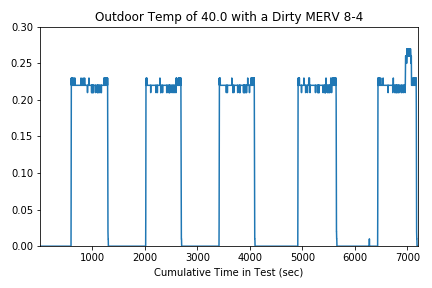 Outdoor Temp of 40.0 with a Dirty MERV 8-4
0.30
0.25
0.20
0.15
0.10
0.05
0.00
1000 2000 3000 4000 5000 6000 7000
Cumulative Time in Test (sec)